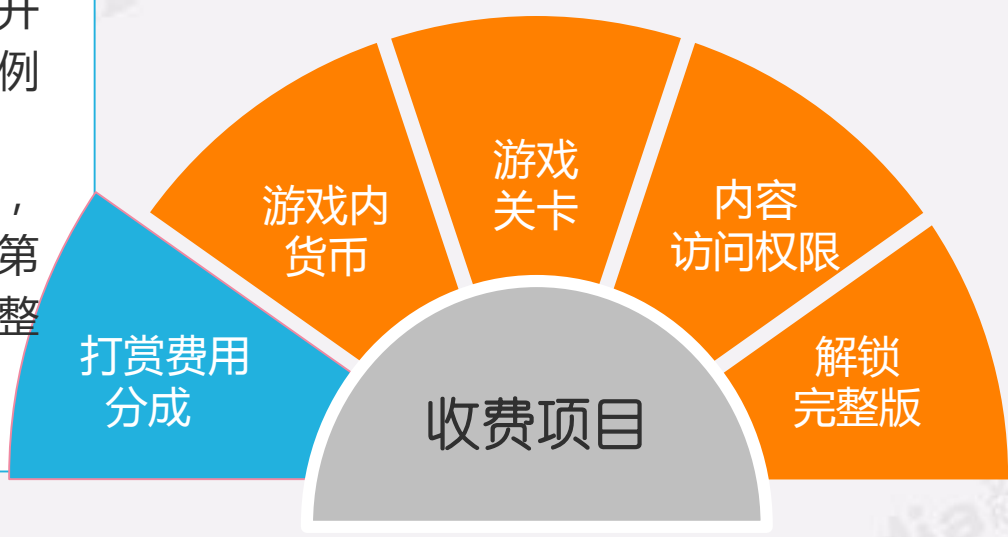 开
例
，
第
整
打赏费用
分成
游戏内
货币
游戏
关卡
内容
访问权限
解锁
完整版
收费项目